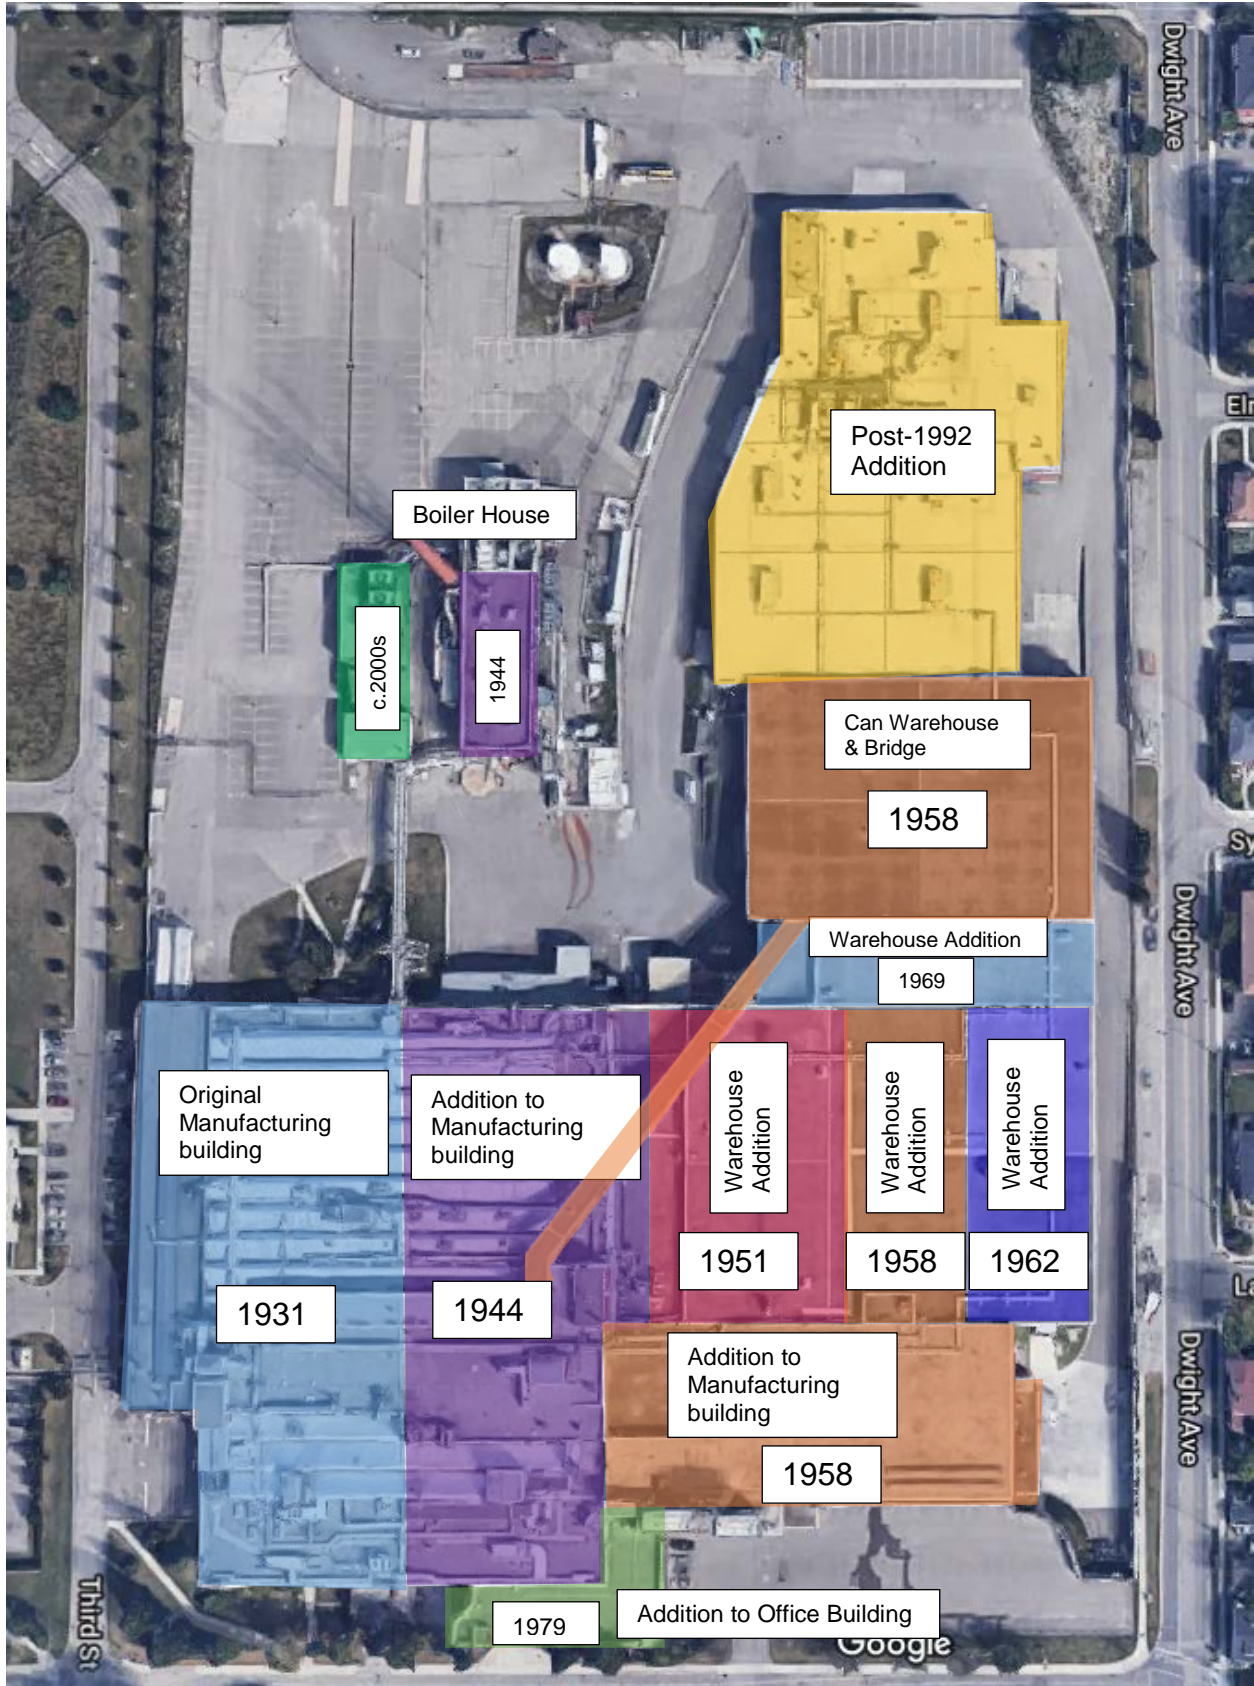 Dwight Ave
Post-1992
Addition
Boiler House
c.2000s
1944
Can Warehouse
& Bridge
1958
Sy
Dwight Ave
Warehouse Addition
1969
Original
Manufacturing
building
Addition to
Manufacturing
building
Warehouse
Addition
Warehouse
Addition
Warehouse
Addition
1951
1958
1962
1931
1944
Addition to
Manufacturing
building
1958
Dwight Ave
Third St
1979
Addition to Office Building
Google